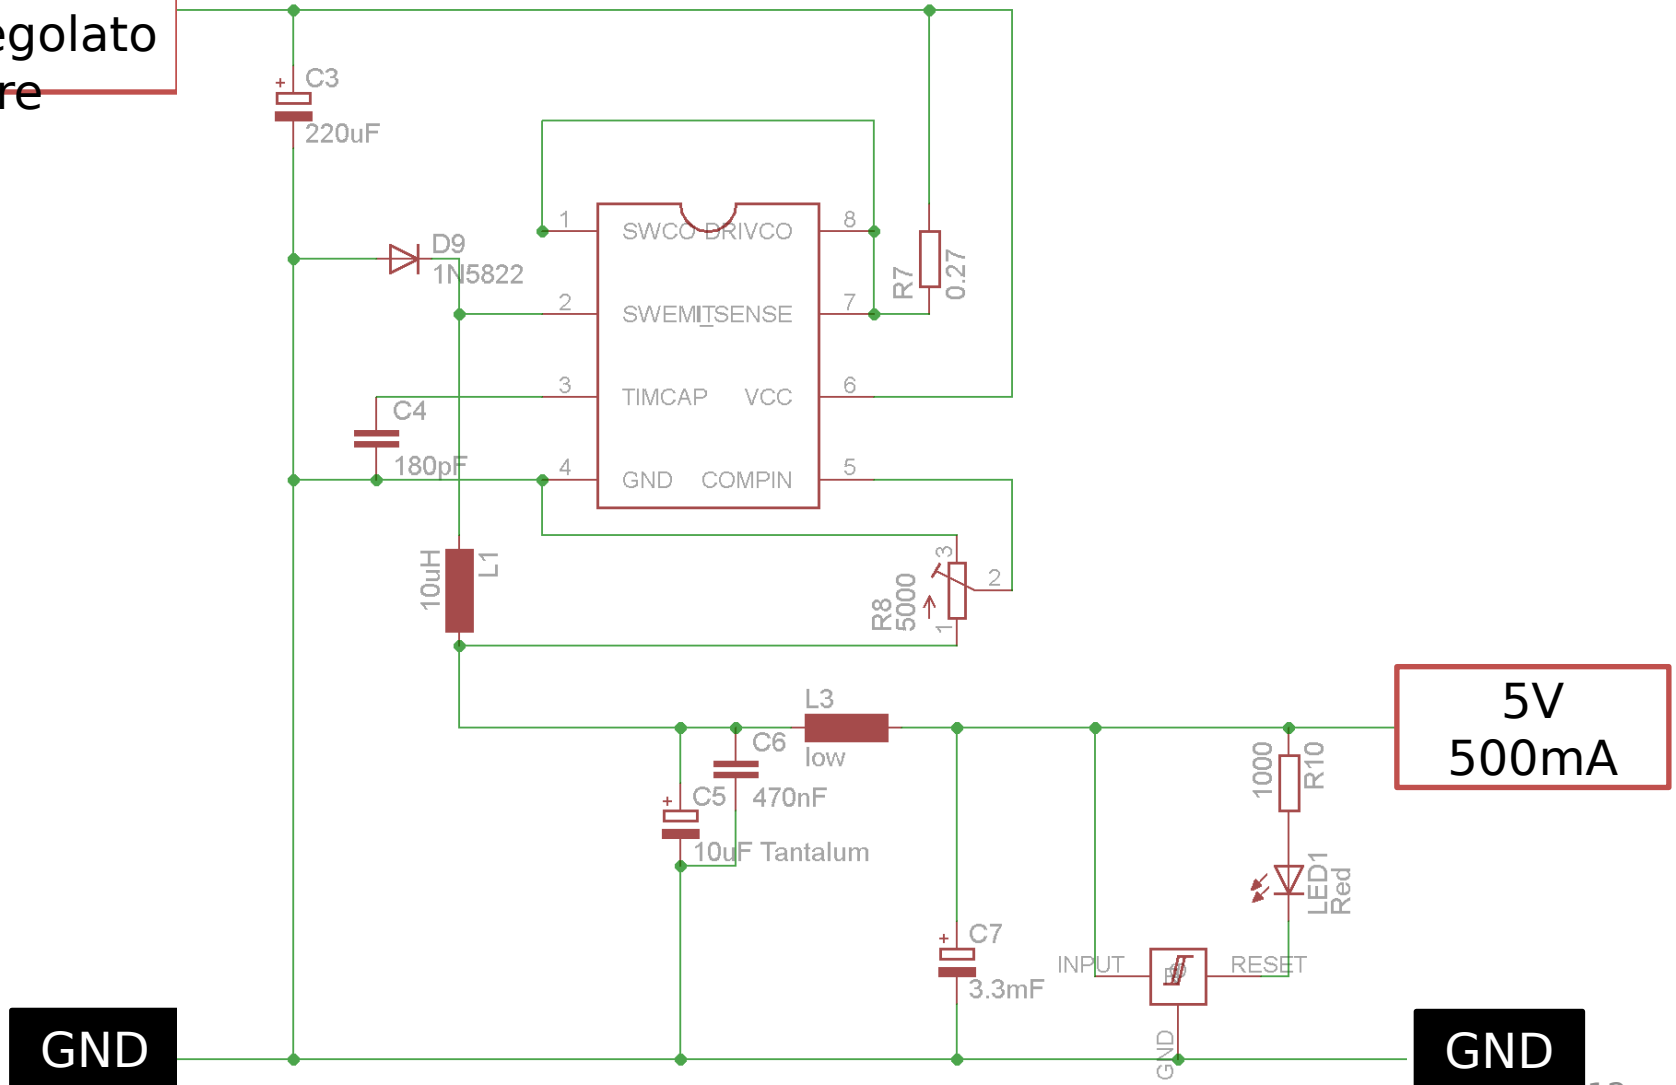 egolato
re
C3
220uF
D9
1N5822
1
SWCO
DRIVCO
8
R7
0.27
2
SWEMIT
I_SENSE
7
3
TIMCAP
VCC
6
C4
180pF
4
GND
COMPIN
5
10uH
L1
R8
5000
3
2
1
L3
low
C6
470nF
C5
10uF Tantalum
5V
500mA
1000
R10
LED1
Red
C7
3.3mF
INPUT
RESET
GND
GND
GND